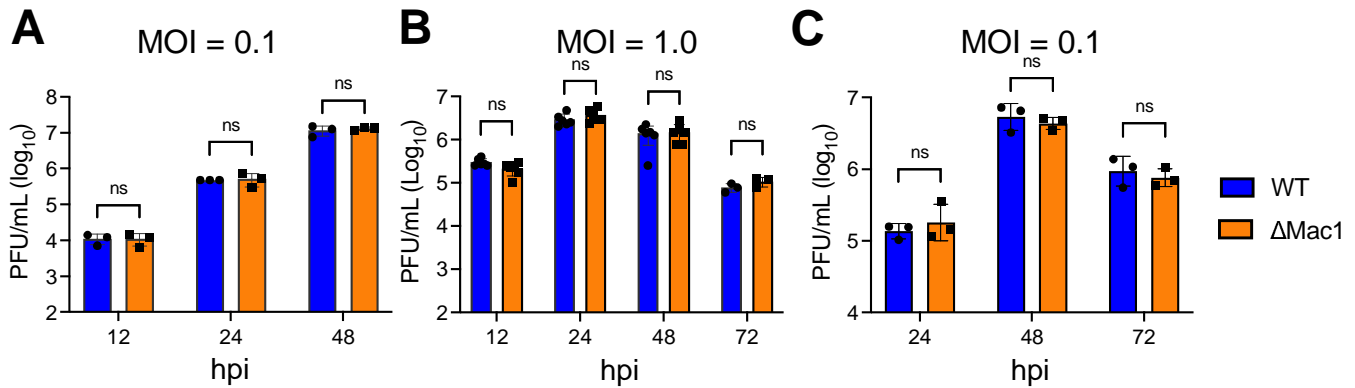 A
MOI = 0.1
PFU/mL (log10)
8
7
6
5
4
3
2
ns
ns
ns
12
24
48
hpi
B
MOI = 1.0
PFU/mL (Log10)
7
6
5
4
3
2
ns
ns
ns
ns
12
24
48
72
hpi
C
MOI = 0.1
PFU/mL (log10)
7
6
5
4
ns
ns
ns
24
48
72
hpi
WT
ΔMac1